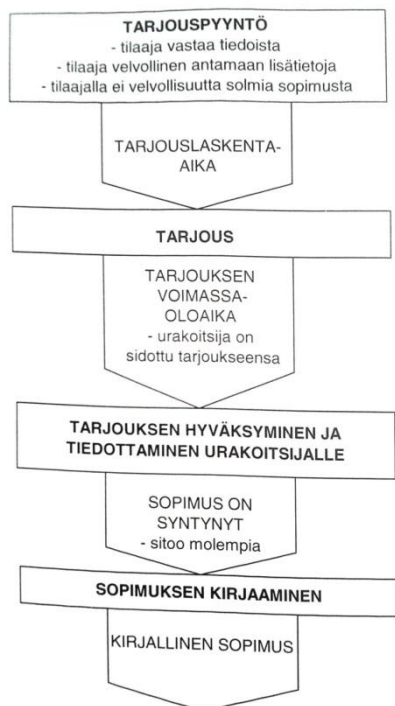 TARJOUSPYYNTÖ
- tilaaja vastaa tiedoista
- tilaaja velvollinen antamaan lisätietoja
- tilaajalla ei velvollisuutta solmia sopimusta
TARJOUSLASKENTA-
AIKA
TARJOUS
TARJOUKSEN
VOIMASSA-
OLOAIKA
- urakoitsija on
sidottu tarjoukseensa
TARJOUKSEN HYVÄKSYMINEN JA
TIEDOTTAMINEN URAKOITSIJALLE
SOPIMUS ON
SYNTYNYT
- sitoo molempia
SOPIMUKSEN KIRJAAMINEN
KIRJALLINEN SOPIMUS